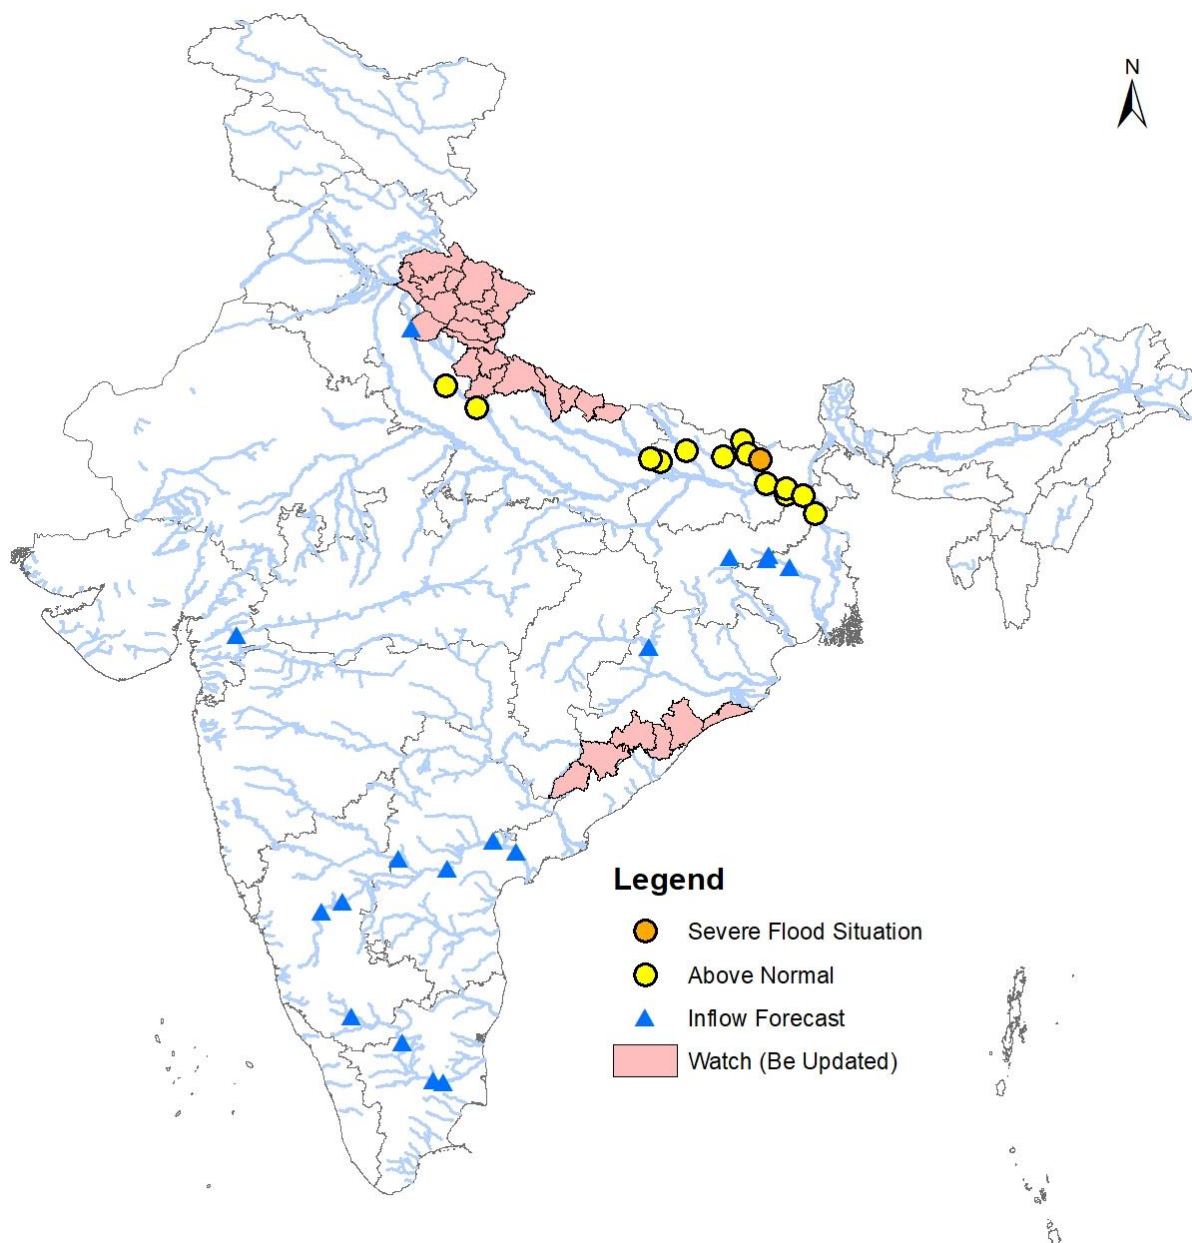 N
Legend
Severe Flood Situation
Above Normal
Inflow Forecast
Watch (Be Updated)